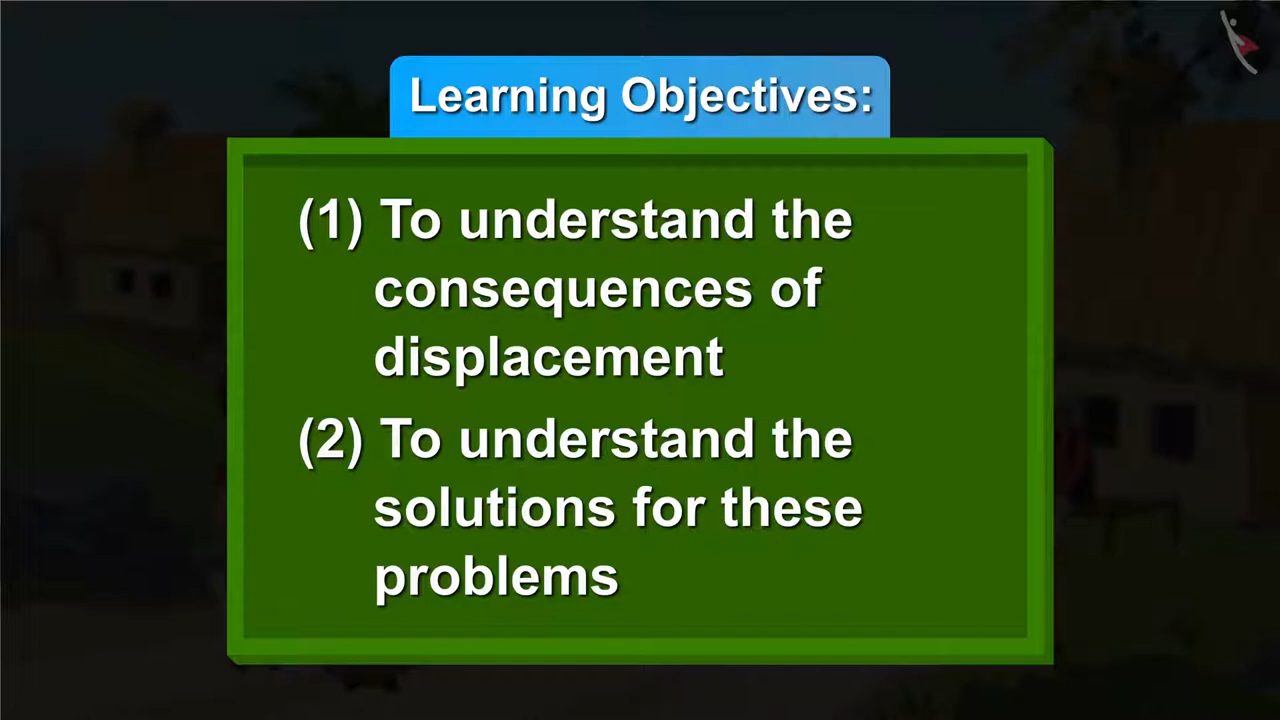 Learning Objectives:
(1) To understand the
consequences of
displacement
(2) To understand the
solutions for these
problems